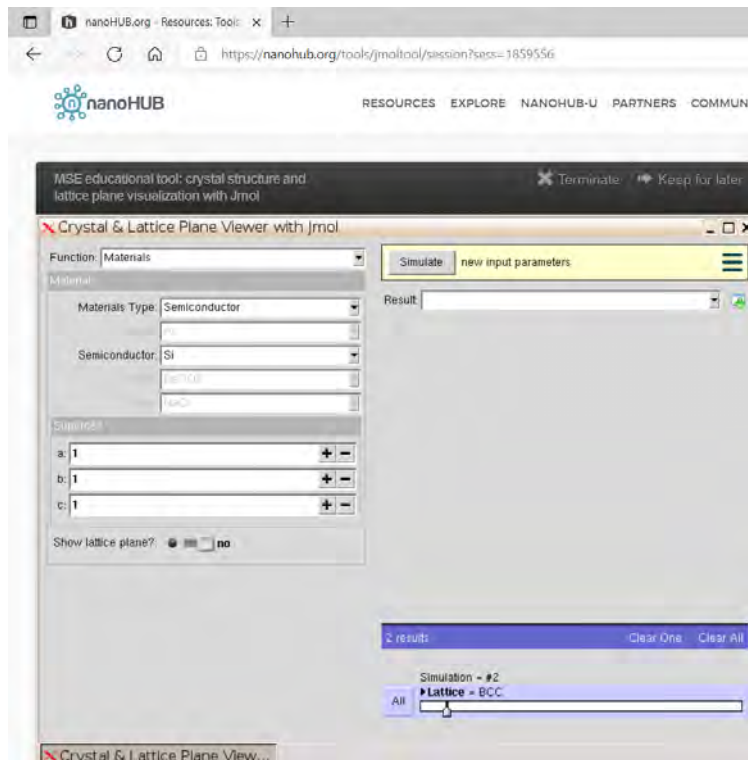 nanoHUB.org - Resources: Tool:
https://nanohub.org/tools/jmoltool/session?sess=1859556
nanoHUB
RESOURCES EXPLORE NANOHUB-U PARTNERS COMMUN
MSE educational tool: crystal structure and
lattice plane visualization with Jmol
Terminate Keep for later
Crystal & Lattice Plane Viewer with Jmol
Function: Materials
Material
Materials Type: Semiconductor
Semiconductor: Si
NaCl
a: 1
b: 1
c: 1
Show lattice plane? no
Simulate new input parameters
Result:
2 results Clear One Clear All
Simulation = #2
All
Lattice = BCC
Crystal & Lattice Plane View...